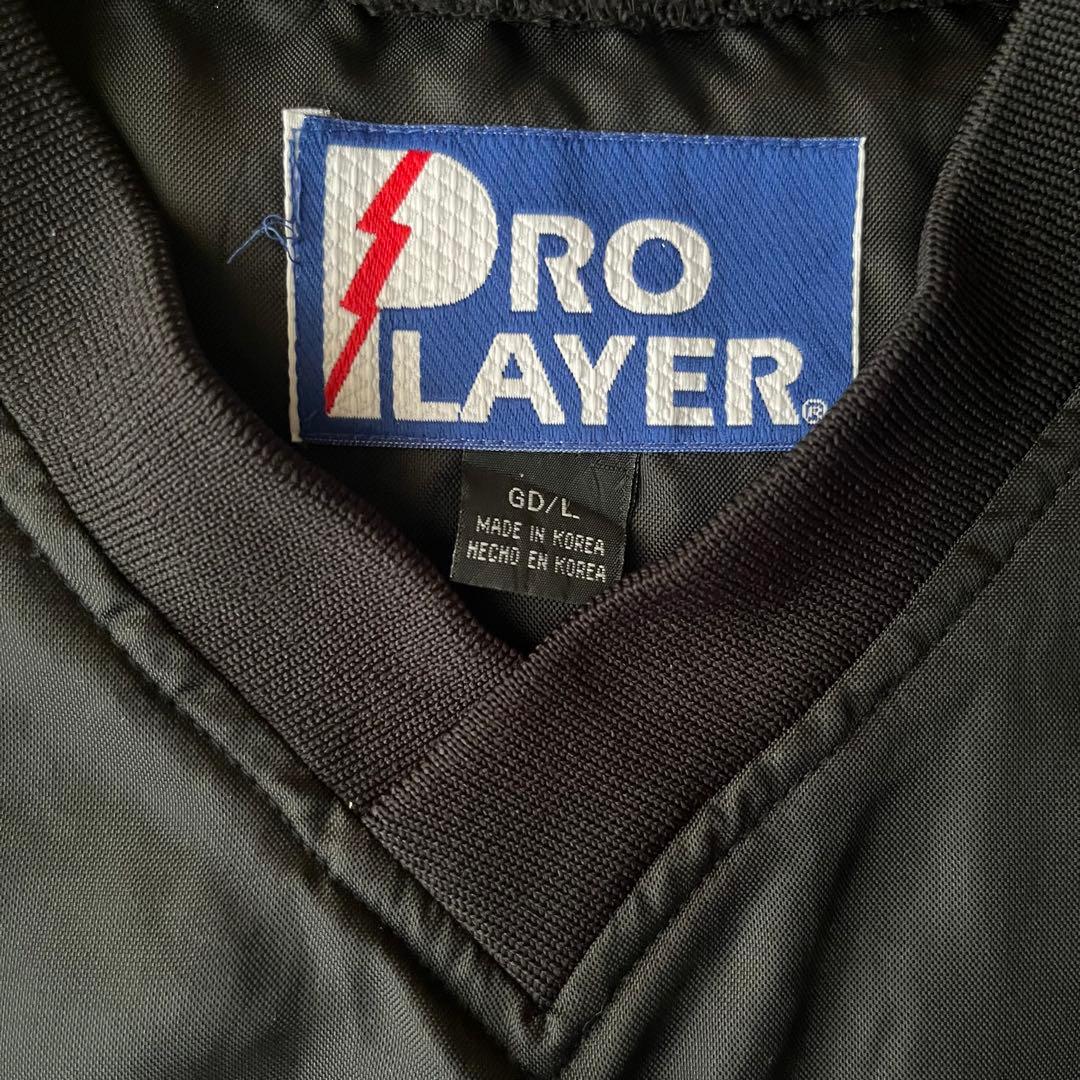 PRO
PLAYER®
GD/L
MADE IN KOREA
HECHO EN KOREA